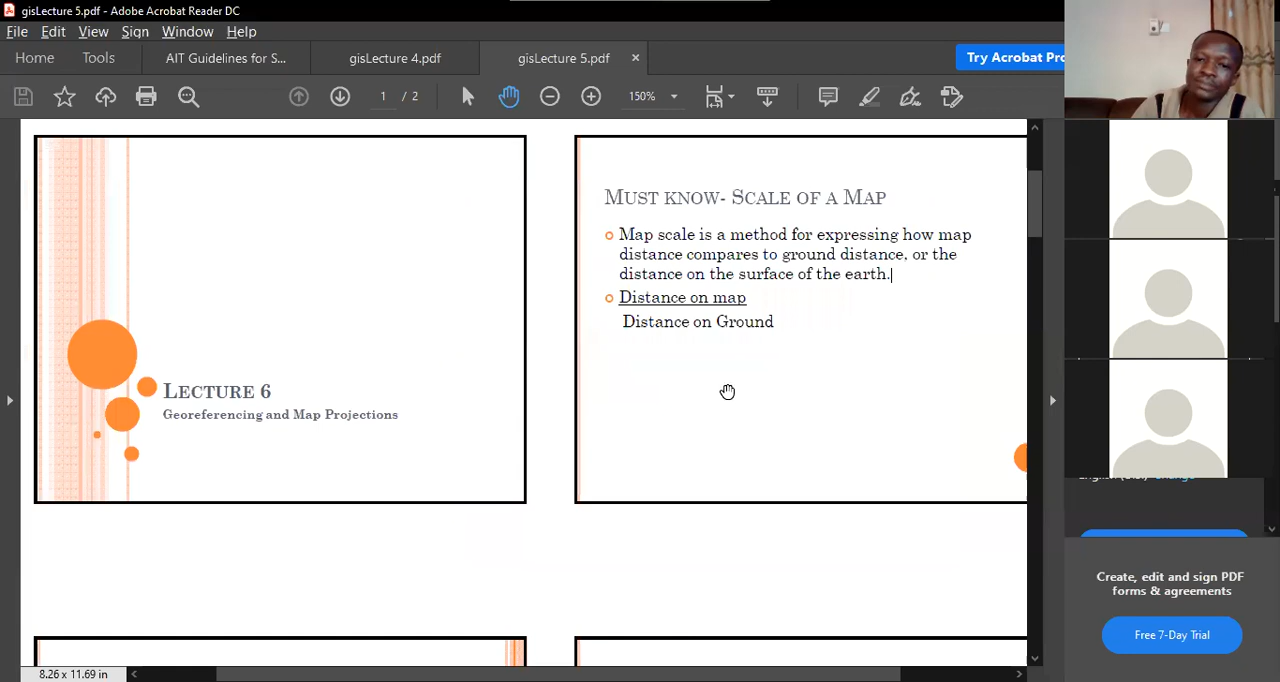 gisLecture 5.pdf - Adobe Acrobat Reader DC
File Edit View Sign Window Help
Home Tools AIT Guidelines for S... gisLecture 4.pdf gisLecture 5.pdf × Try Acrobat Pro
1 / 2 150%
LECTURE 6
Georeferencing and Map Projections
MUST KNOW- SCALE OF A MAP
Map scale is a method for expressing how map
distance compares to ground distance, or the
distance on the surface of the earth.
Distance on map
Distance on Ground
Create, edit and sign PDF
forms & agreements
Free 7-Day Trial
8.26 x 11.69 in